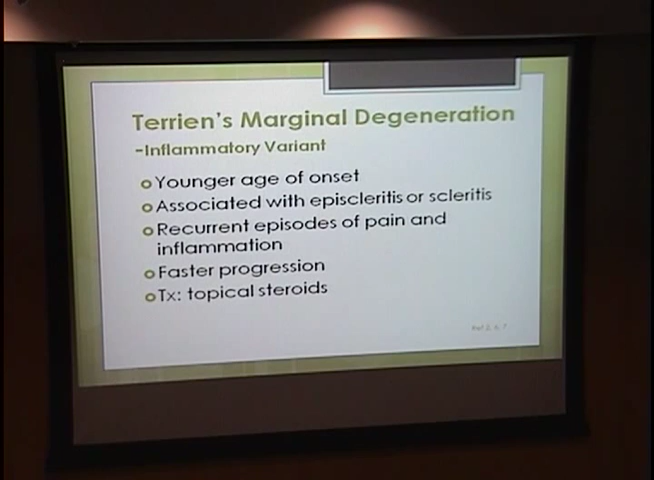 Terrien's Marginal Degeneration
-Inflammatory Variant
Younger age of onset
Associated with episcleritis or scleritis
Recurrent episodes of pain and
inflammation
Faster progression
Tx: topical steroids